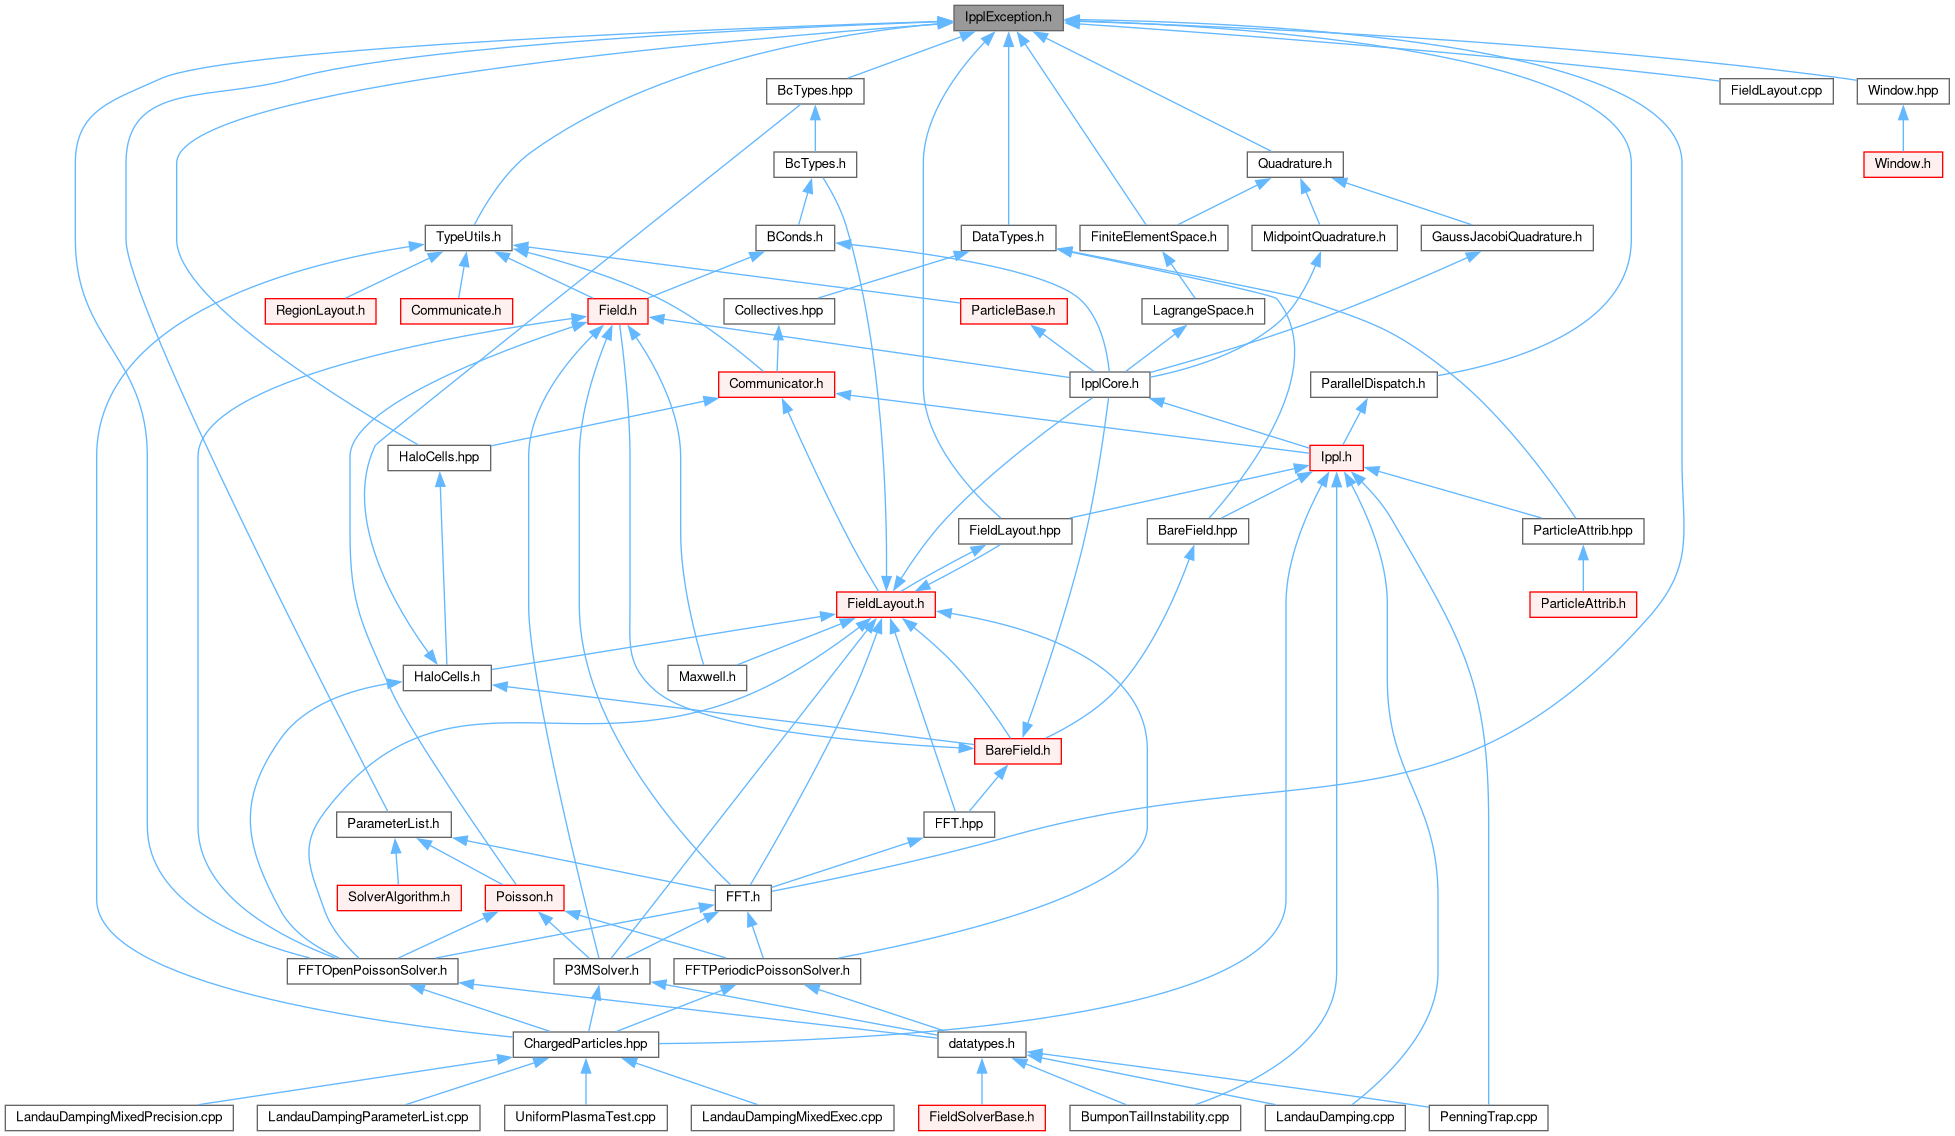 IpplException.h
BcTypes.hpp
FieldLayout.cpp
Window.hpp
BcTypes.h
Quadrature.h
Window.h
TypeUtils.h
BConds.h
DataTypes.h
FiniteElementSpace.h
MidpointQuadrature.h
GaussJacobiQuadrature.h
RegionLayout.h
Communicate.h
Field.h
Collectives.hpp
ParticleBase.h
LagrangeSpace.h
Communicator.h
IpplCore.h
ParallelDispatch.h
HaloCells.hpp
Ippl.h
FieldLayout.hpp
BareField.hpp
ParticleAttrib.hpp
FieldLayout.h
ParticleAttrib.h
HaloCells.h
Maxwell.h
BareField.h
ParameterList.h
FFT.hpp
SolverAlgorithm.h
Poisson.h
FFT.h
FFTOpenPoissonSolver.h
P3MSolver.h
FFTPeriodicPoissonSolver.h
ChargedParticles.hpp
datatypes.h
LandauDampingMixedPrecision.cpp
LandauDampingParameterList.cpp
UniformPlasmaTest.cpp
LandauDampingMixedExec.cpp
FieldSolverBase.h
BumponTailInstability.cpp
LandauDamping.cpp
PenningTrap.cpp